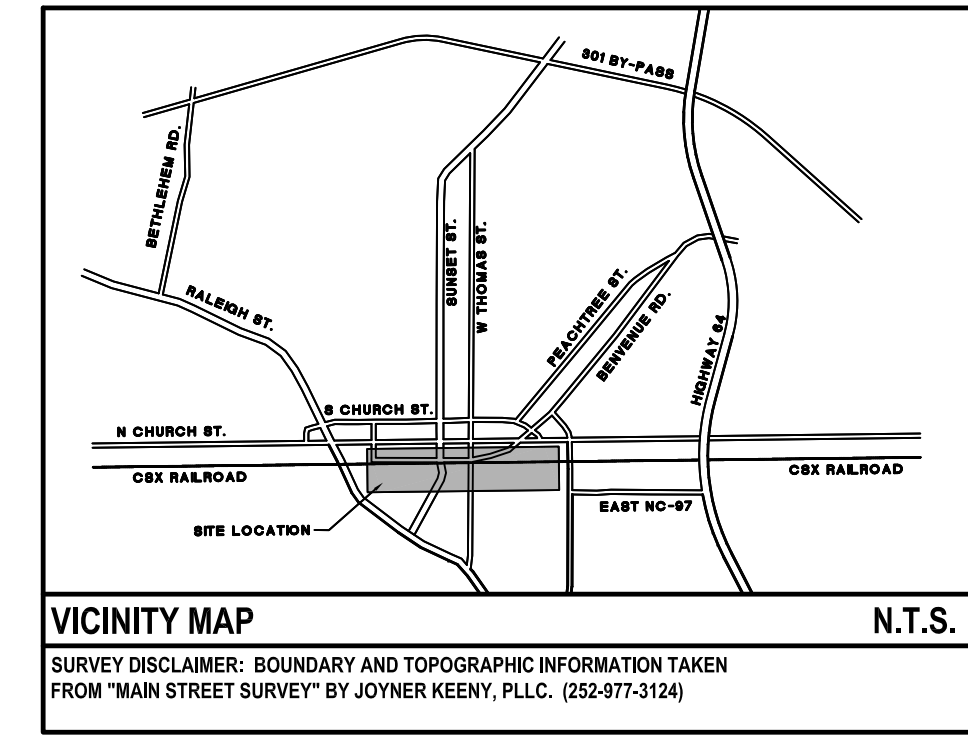 301 BY-PASS
BETHLEHEM RD.
SUNSET ST.
W THOMAS ST.
RALEIGH ST.
PEACHTREE ST.
BENVENUE RD.
HIGHWAY 64
S CHURCH ST.
N CHURCH ST.
CSX RAILROAD
CSX RAILROAD
EAST NC-97
SITE LOCATION
VICINITY MAP
N.T.S.
SURVEY DISCLAIMER: BOUNDARY AND TOPOGRAPHIC INFORMATION TAKEN
FROM "MAIN STREET SURVEY" BY JOYNER KEENY, PLLC. (252-977-3124)